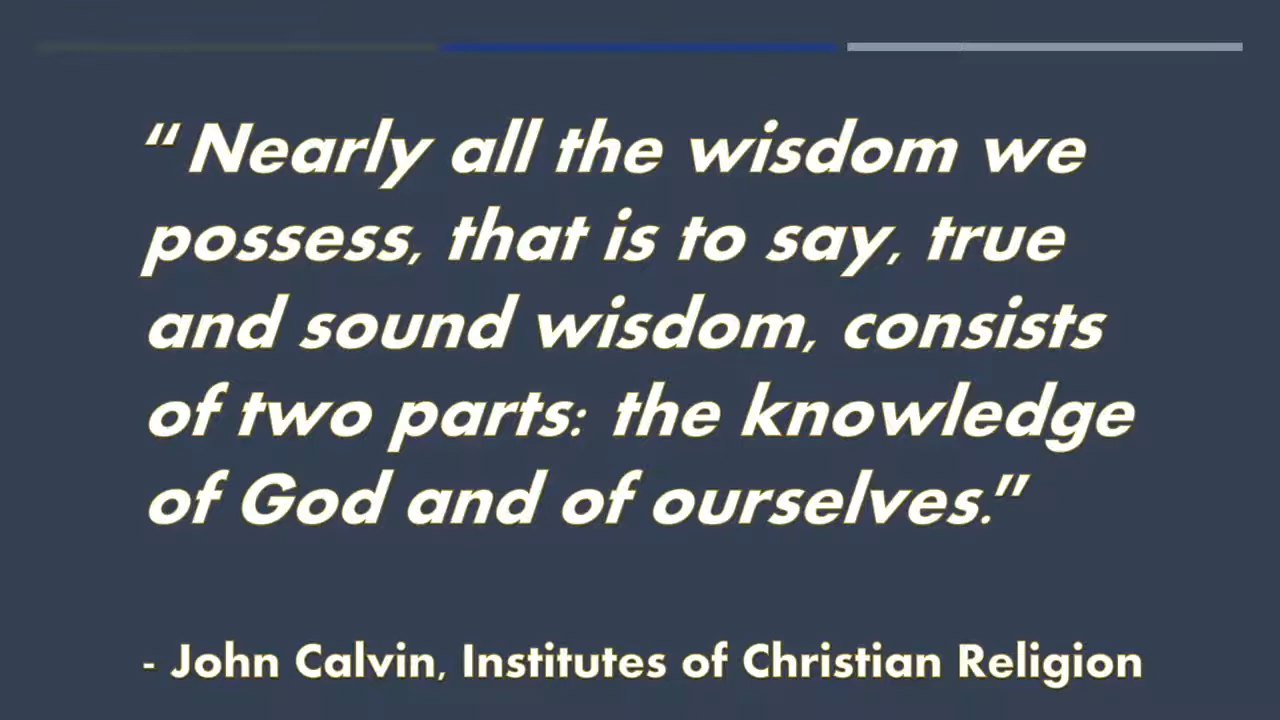 “Nearly all the wisdom we
possess, that is to say, true
and sound wisdom, consists
of two parts: the knowledge
of God and of ourselves.”
- John Calvin, Institutes of Christian Religion